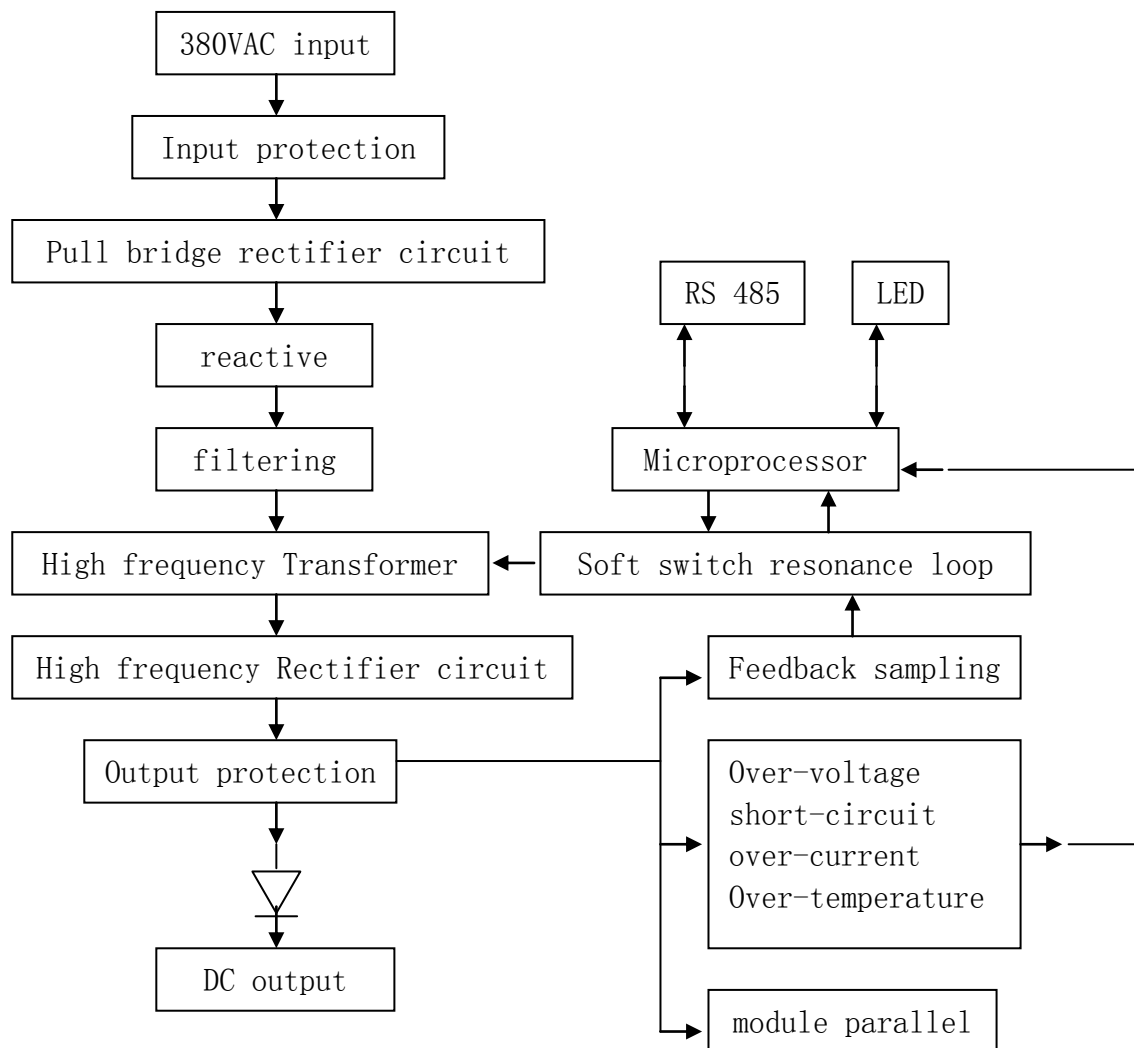 380VAC input
Input protection
Pull bridge rectifier circuit
reactive
filtering
High frequency Transformer
High frequency Rectifier circuit
Output protection
DC output
RS 485
LED
Microprocessor
Soft switch resonance loop
Feedback sampling
Over-voltage
short-circuit
over-current
Over-temperature
module parallel